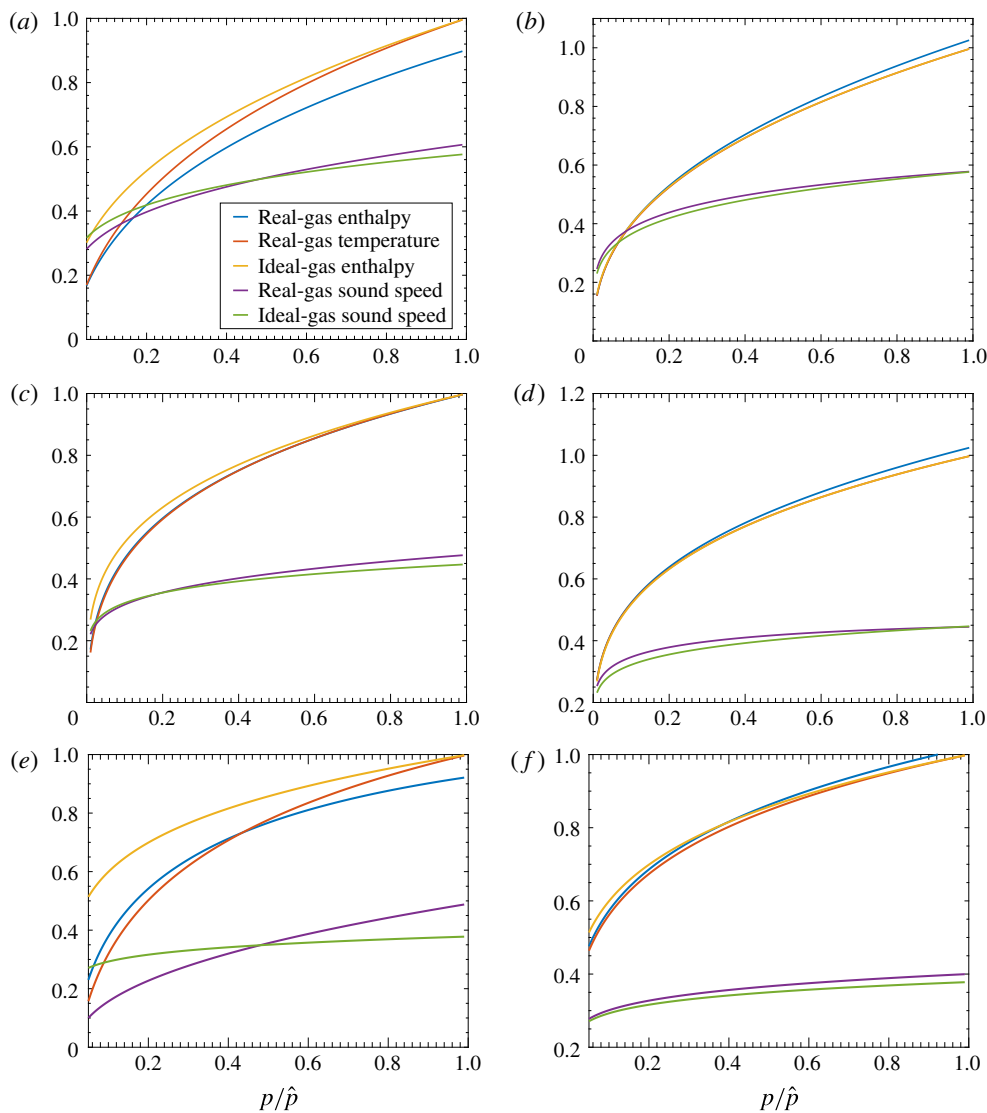 (a)
1.0
0.8
0.6
0.4
0.2
0
Real-gas enthalpy
Real-gas temperature
Ideal-gas enthalpy
Real-gas sound speed
Ideal-gas sound speed
0.2 0.4 0.6 0.8 1.0
(b)
1.0
0.8
0.6
0.4
0.2
0 0.2 0.4 0.6 0.8 1.0
(c)
1.0
0.8
0.6
0.4
0.2
0 0.2 0.4 0.6 0.8 1.0
(d)
1.2
1.0
0.8
0.6
0.4
0.2
0 0.2 0.4 0.6 0.8 1.0
(e)
1.0
0.8
0.6
0.4
0.2
0
0.2 0.4 0.6 0.8 1.0
p/p̂
(f)
1.0
0.8
0.6
0.4
0.2
0.2 0.4 0.6 0.8 1.0
p/p̂